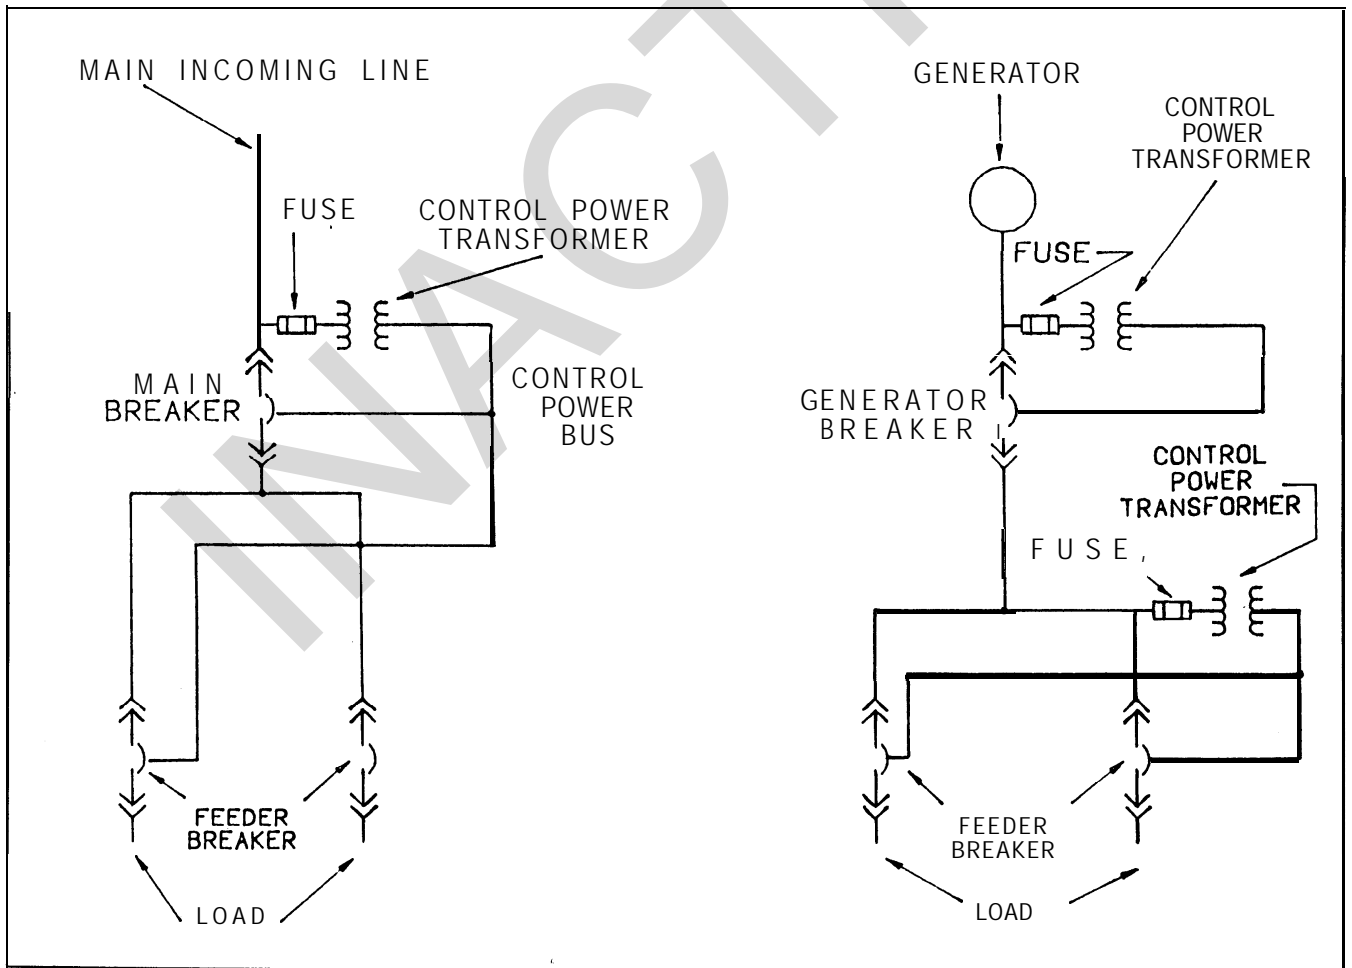 MAIN INCOMING LINE
FUSE
CONTROL POWER
TRANSFORMER
MAIN
BREAKER
CONTROL
POWER
BUS
FEEDER
BREAKER
LOAD
GENERATOR
CONTROL
POWER
TRANSFORMER
FUSE
GENERATOR
BREAKER
CONTROL
POWER
TRANSFORMER
FUSE
FEEDER
BREAKER
LOAD
INACTI